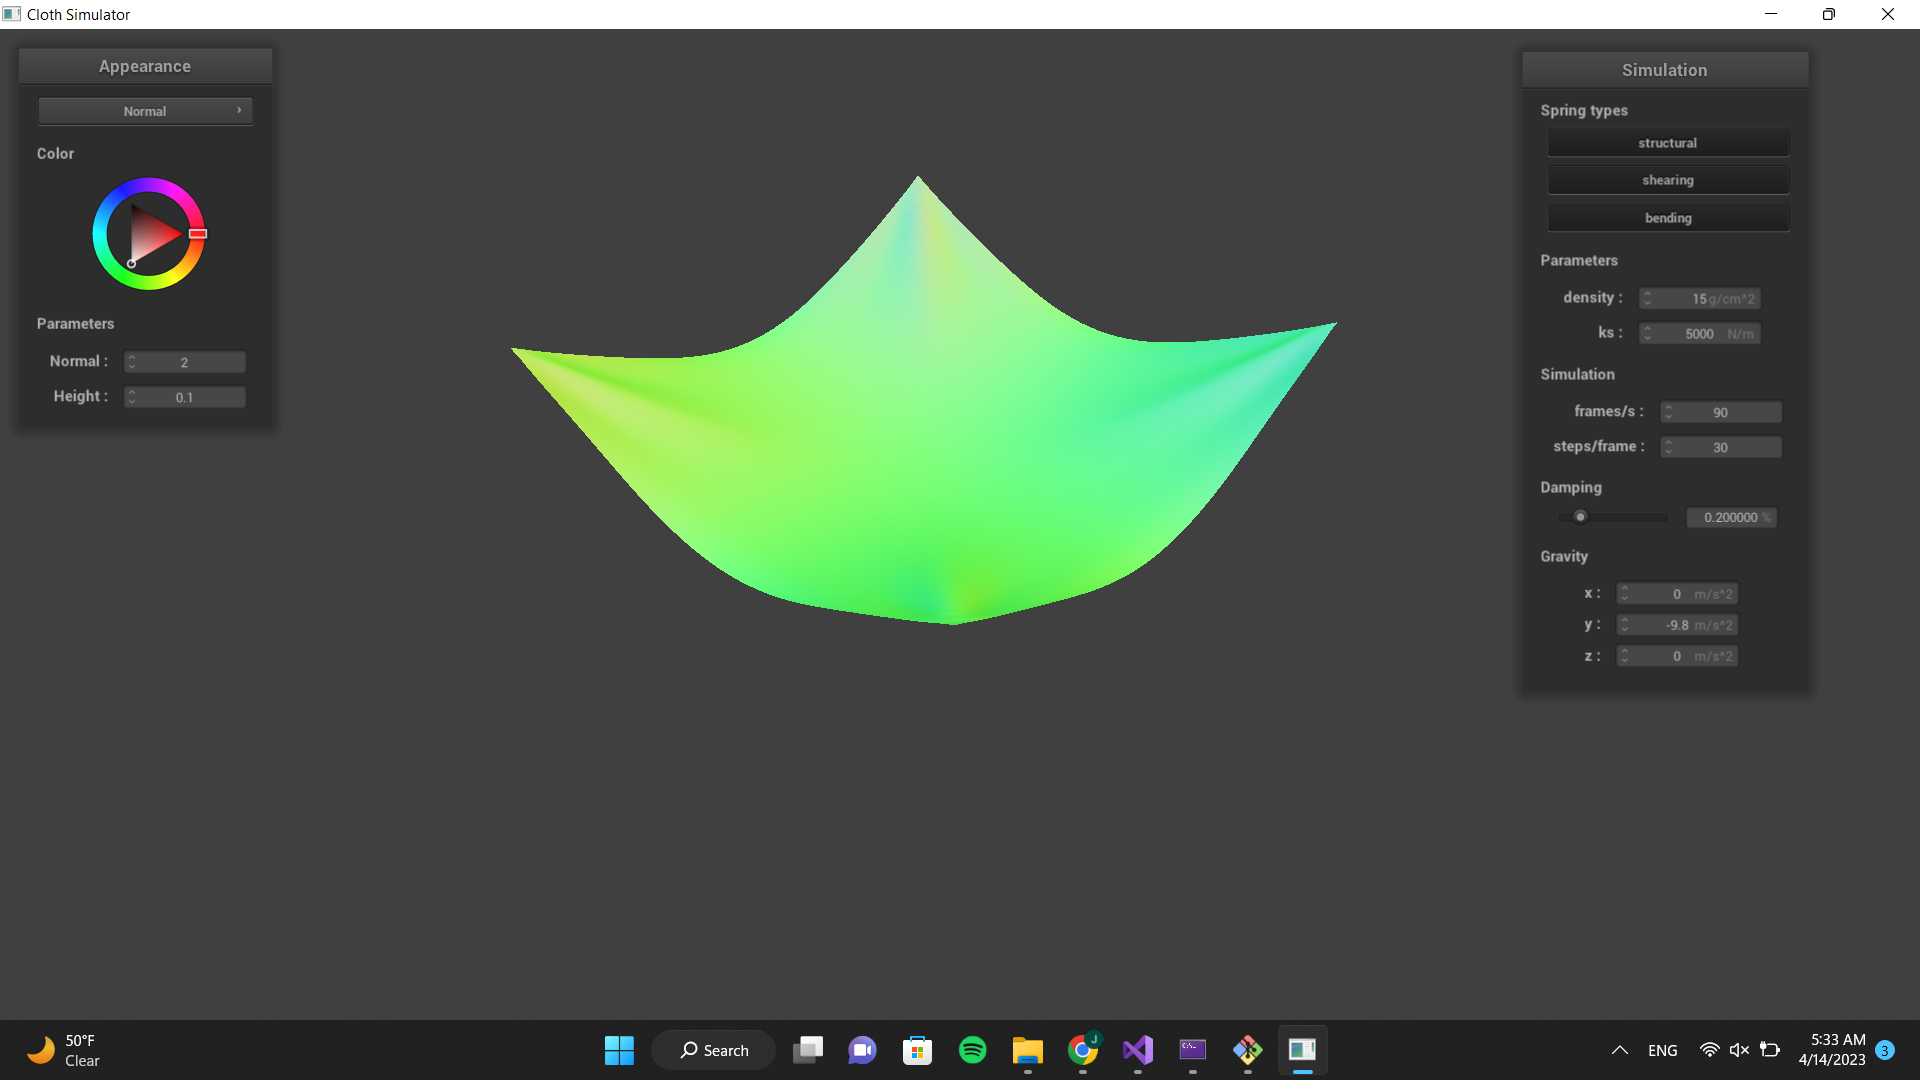 Cloth Simulator
Appearance
Normal
Color
Parameters
Normal : 2
Height : 0.1
Simulation
Spring types
structural
shearing
bending
Parameters
density : 15 g/cm^2
ks : 5000 N/m
Simulation
frames/s : 90
steps/frame : 30
Damping
0.200000 %
Gravity
x : 0 m/s^2
y : -9.8 m/s^2
z : 0 m/s^2
50°F
Clear
Search
J
C:\.
ENG
5:33 AM
4/14/2023
3